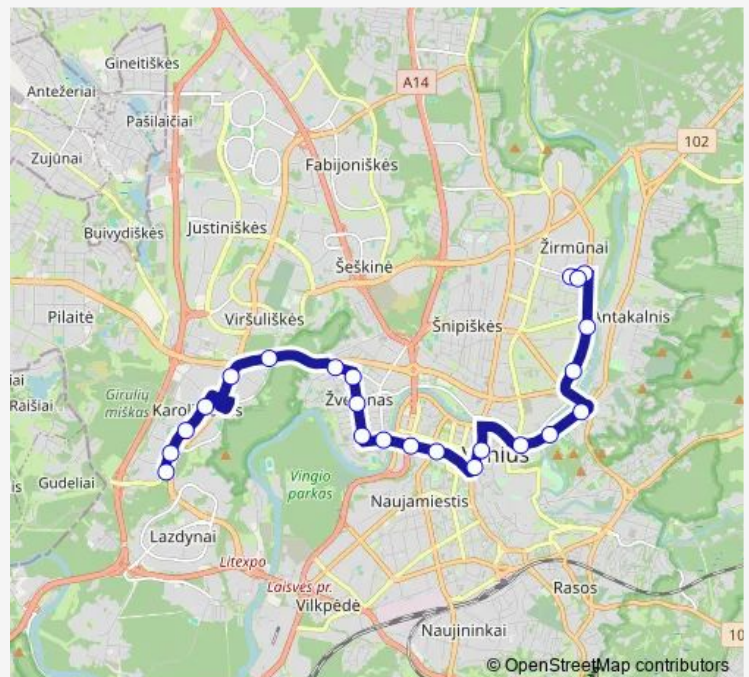 Gineitiškės
A14
Antežeriai
Pašilaičiai
102
Zujūnai
Fabijoniškės
Buivydiškės
Justiniškės
Žirmūnai
Šeškinė
Pilaitė
Viršuliškės
Šnipiškės
Antakalnis
Girulių
miškas
Gudeliai
Vingio
parkas
Naujamiestis
Lazdynai
Litexpo
Laisvės pr.
Vilkpėdė
Rasos
Naujininkai
© OpenStreetMap contributors